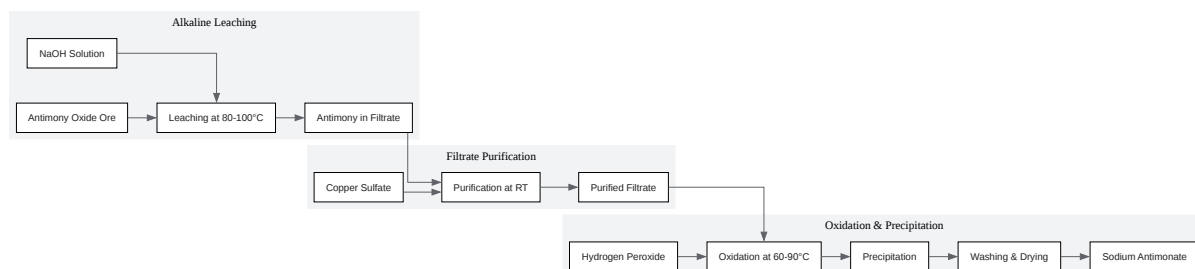 Alkaline Leaching
NaOH Solution
Antimony Oxide Ore
Leaching at 80-100°C
Antimony in Filtrate
Filtrate Purification
Copper Sulfate
Purification at RT
Purified Filtrate
Oxidation & Precipitation
Hydrogen Peroxide
Oxidation at 60-90°C
Precipitation
Washing & Drying
Sodium Antimonate